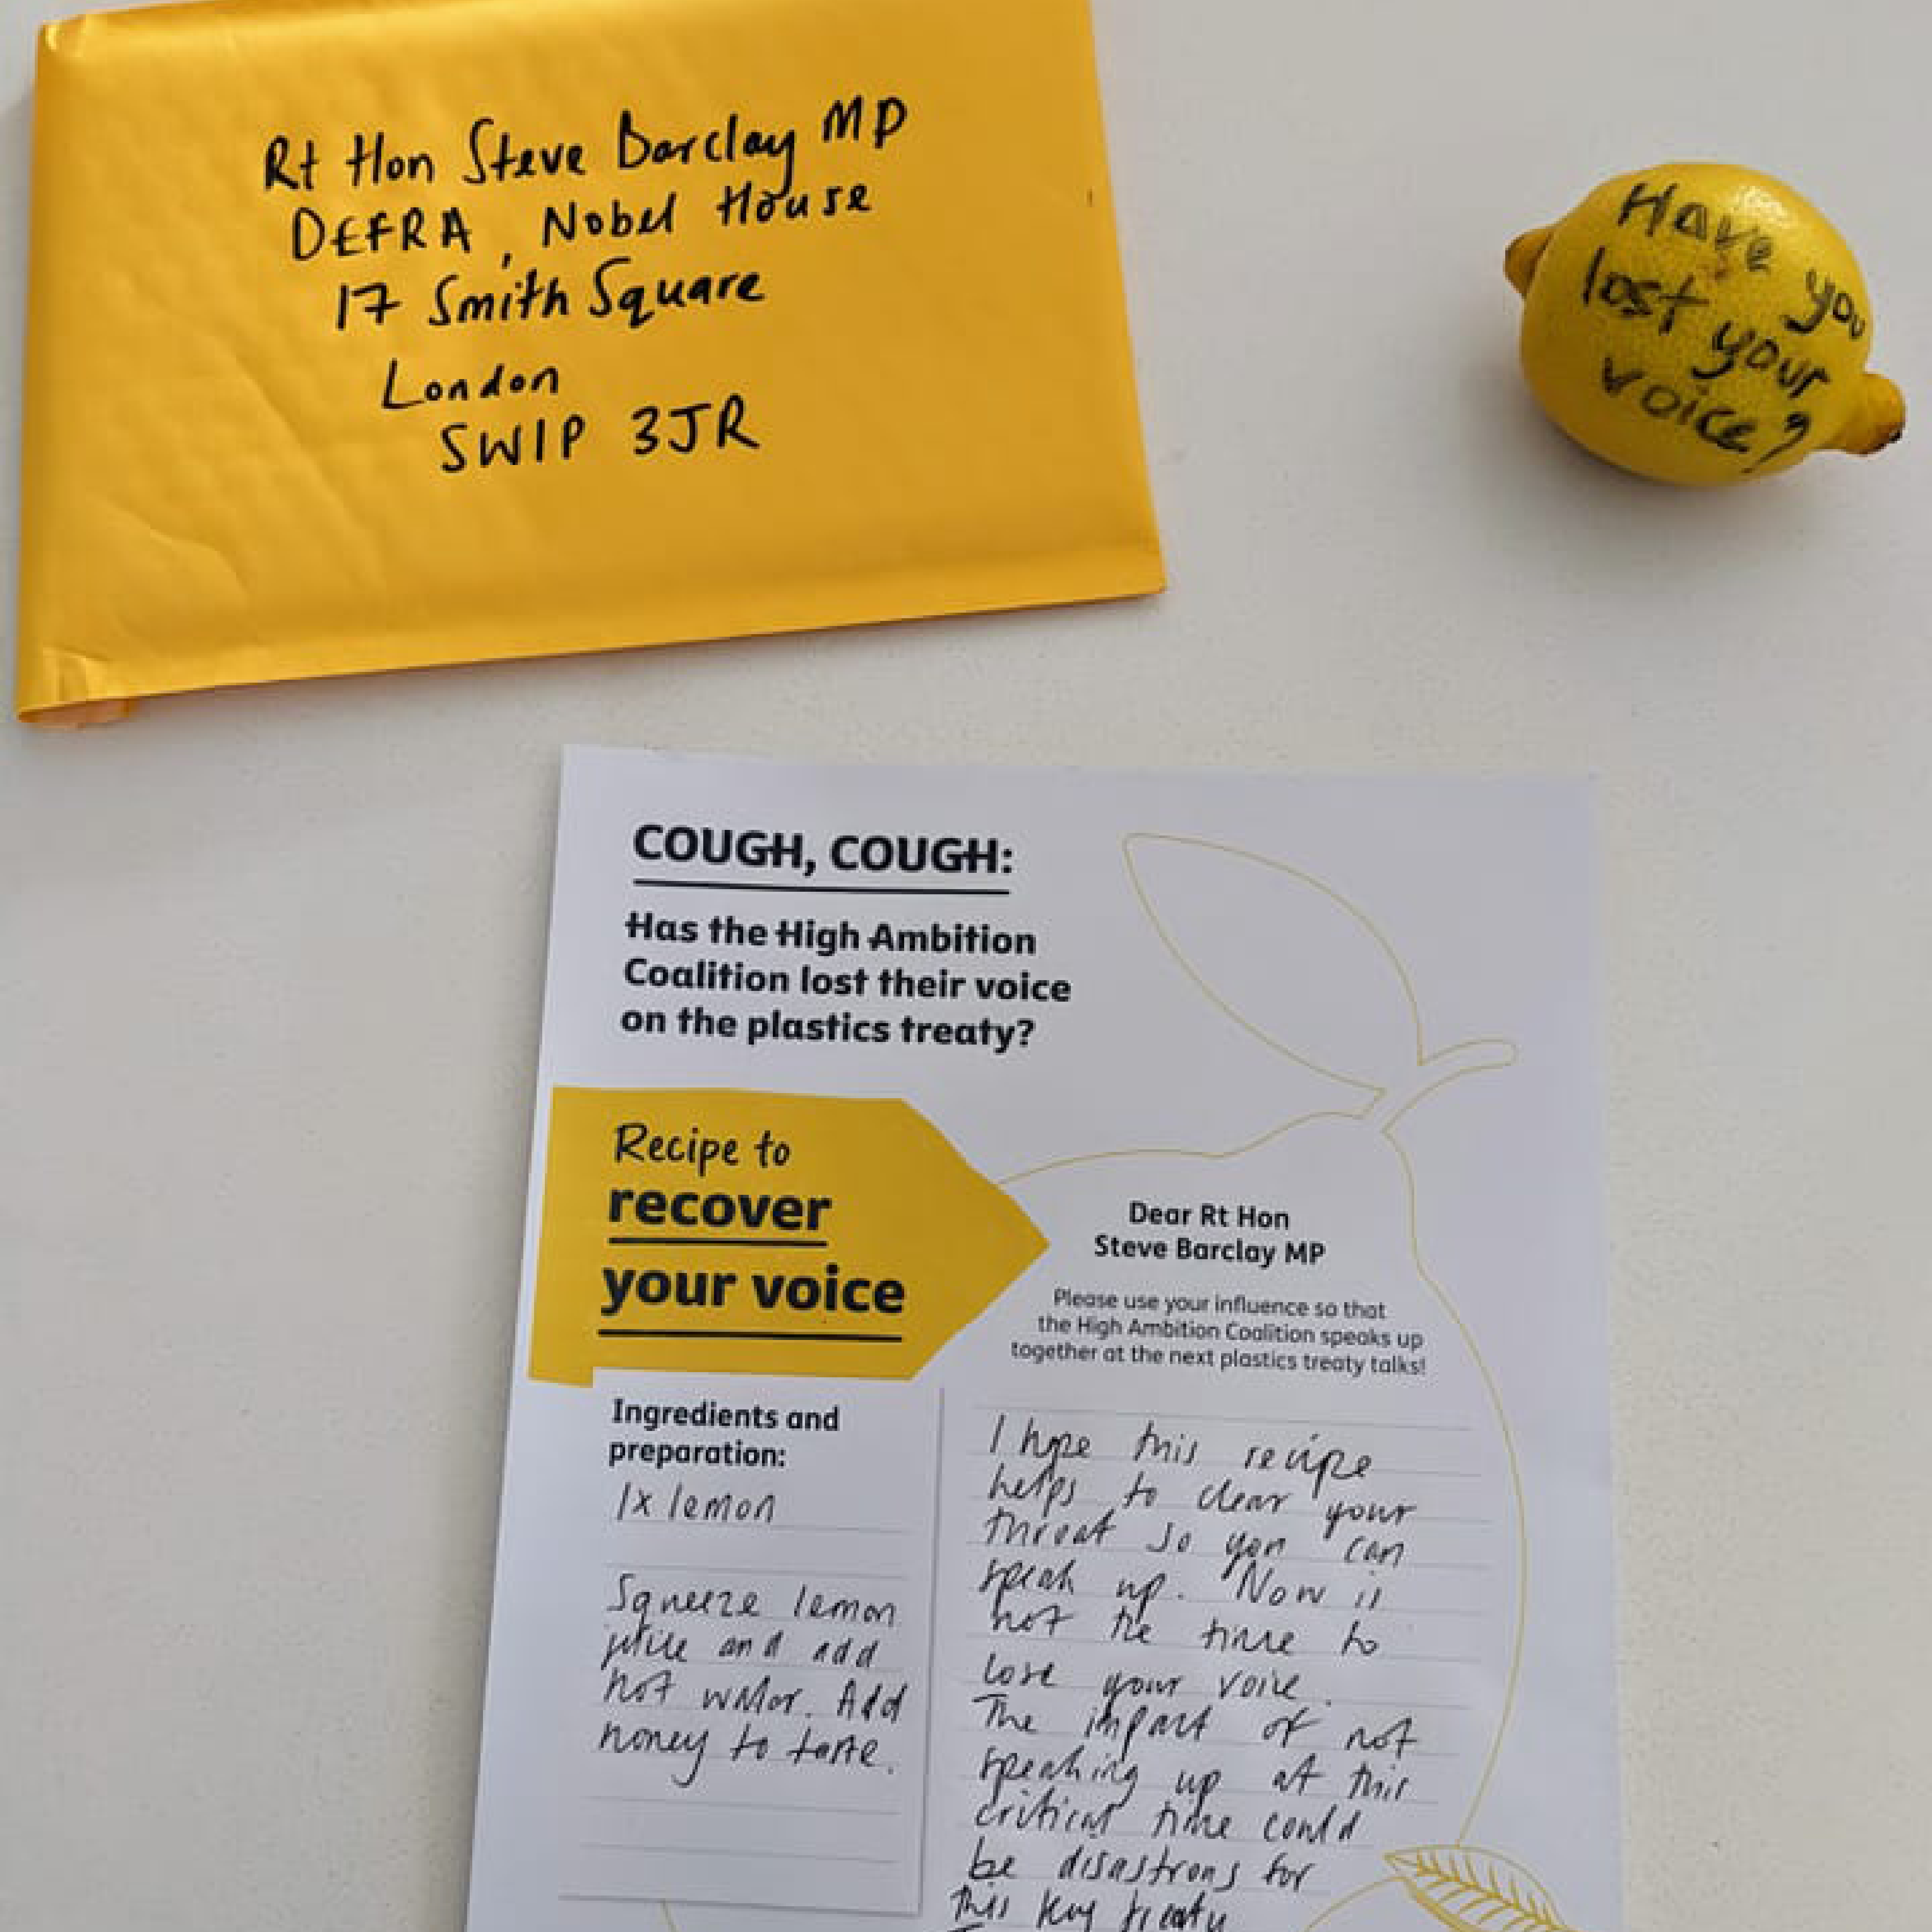 Rt Hon Steve Barclay MP
DEFRA, Nobel House
17 Smith Square
London
SW1P 3JR
Have you
lost your
voice?
COUGH, COUGH:
Has the High Ambition
Coalition lost their voice
on the plastics treaty?
Recipe to
recover
your voice
Dear Rt Hon
Steve Barclay MP
Please use your influence so that
the High Ambition Coalition speaks up
together at the next plastics treaty talks!
Ingredients and
preparation:
1x lemon
Squeeze lemon
juice and add
hot water. Add
honey to taste.
I hope this recipe
helps to clear your
throat so you can
speak up. Now is
not the time to
lose your voice.
The impact of not
speaking up at this
critical time could
be disastrous for
this key treaty